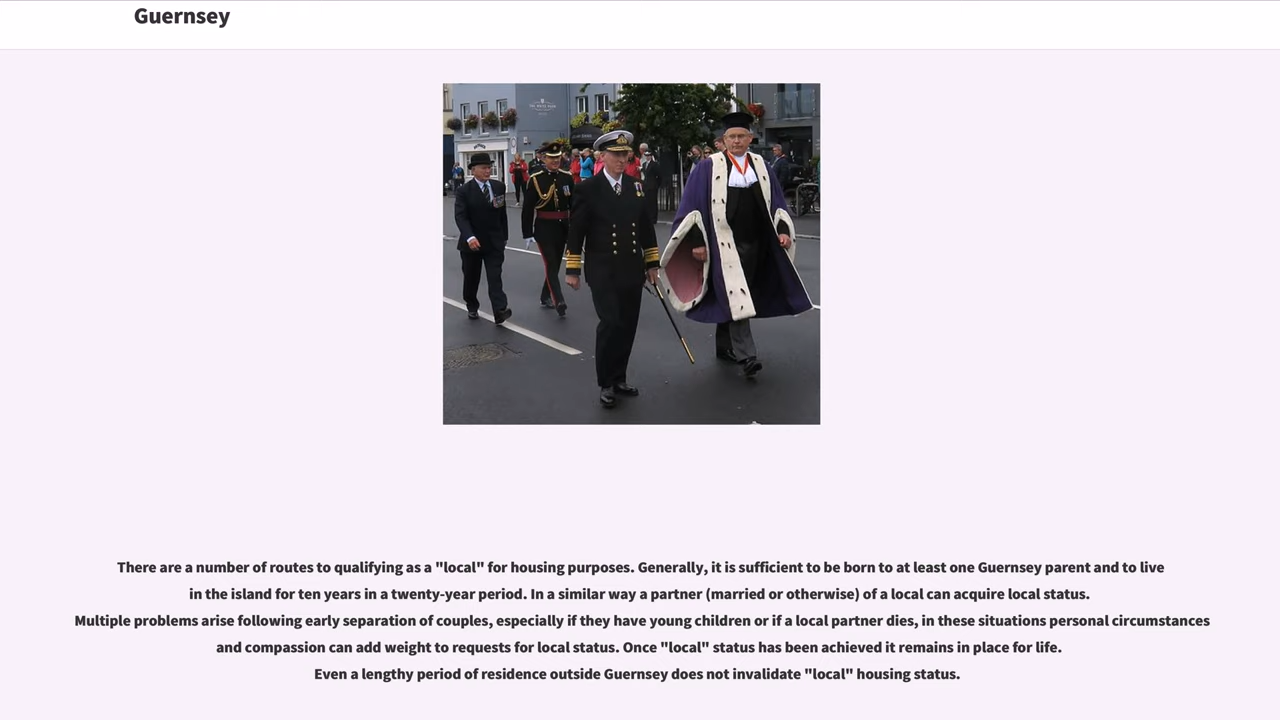 Guernsey
There are a number of routes to qualifying as a "local" for housing purposes. Generally, it is sufficient to be born to at least one Guernsey parent and to live
in the island for ten years in a twenty-year period. In a similar way a partner (married or otherwise) of a local can acquire local status.
Multiple problems arise following early separation of couples, especially if they have young children or if a local partner dies, in these situations personal circumstances
and compassion can add weight to requests for local status. Once "local" status has been achieved it remains in place for life.
Even a lengthy period of residence outside Guernsey does not invalidate "local" housing status.